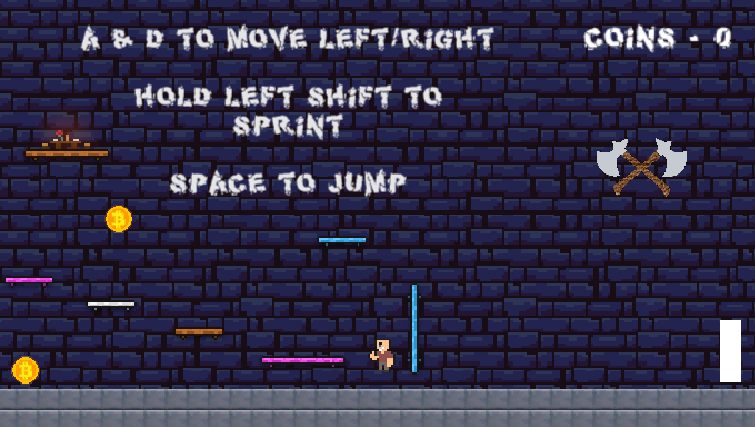 A & D TO MOVE LEFT/RIGHT
COINS - 0
HOLD LEFT SHIFT TO
SPRINT
SPACE TO JUMP